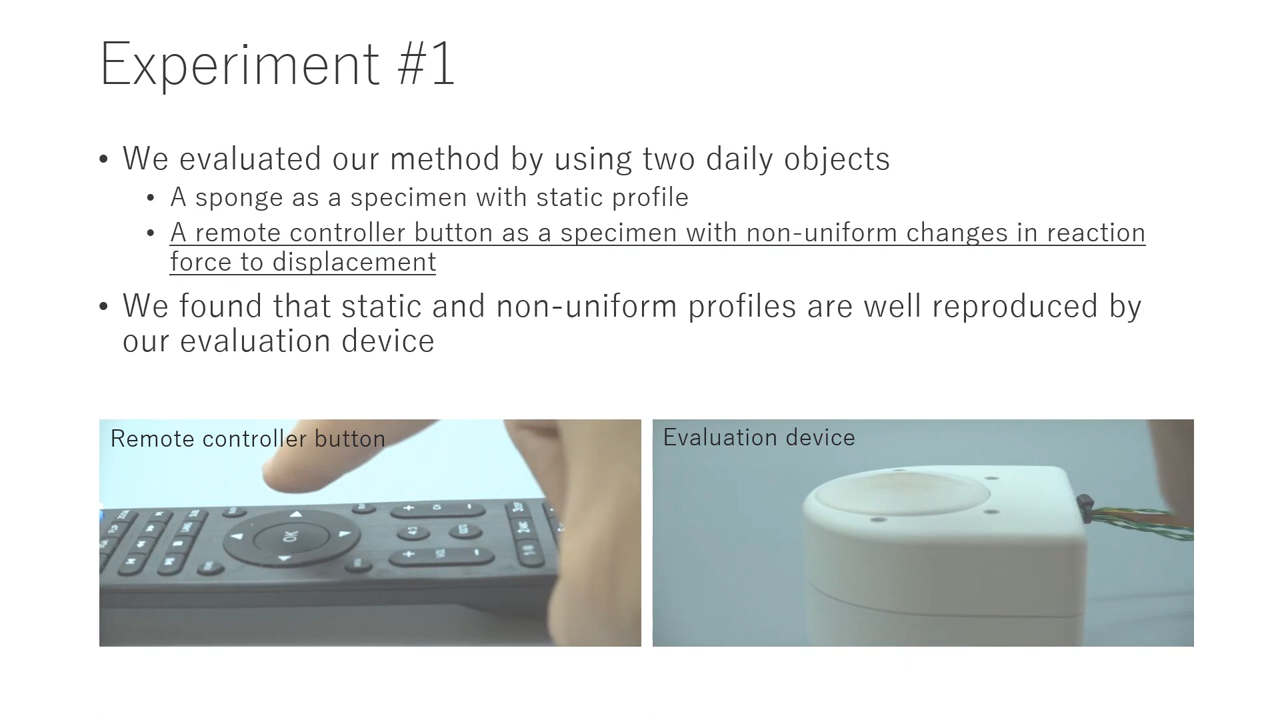 Experiment #1
• We evaluated our method by using two daily objects
• A sponge as a specimen with static profile
• A remote controller button as a specimen with non-uniform changes in reaction
force to displacement
• We found that static and non-uniform profiles are well reproduced by
our evaluation device
Remote controller button
Evaluation device
OK